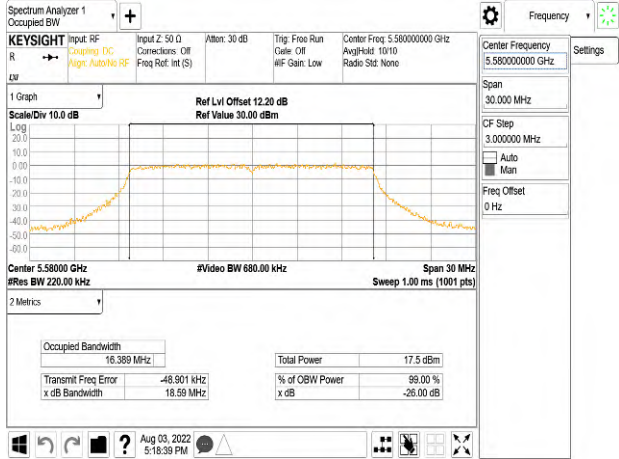 Spectrum Analyzer 1
Occupied BW
Frequency
KEYSIGHT
R
Input: RF
Coupling: DC
Align: Auto/No RF
Input Z: 50 Ω
Corrections: Off
Freq Ref: Int (S)
Atten: 30 dB
Trig: Free Run
Gate: Off
#IF Gain: Low
Center Freq: 5.580000000 GHz
Avg|Hold: 10/10
Radio Std: None
Center Frequency
5.580000000 GHz
Settings
Span
30.000 MHz
CF Step
3.000000 MHz
Auto
Man
Freq Offset
0 Hz
1 Graph
Scale/Div 10.0 dB
Ref Lvl Offset 12.20 dB
Ref Value 30.00 dBm
Log
20.0
10.0
0.00
-10.0
-20.0
-30.0
-40.0
-50.0
-60.0
Center 5.58000 GHz
#Video BW 680.00 kHz
Span 30 MHz
#Res BW 220.00 kHz
Sweep 1.00 ms (1001 pts)
2 Metrics
Occupied Bandwidth
16.389 MHz
Total Power 17.5 dBm
Transmit Freq Error -48.901 kHz
% of OBW Power 99.00 %
x dB Bandwidth 18.59 MHz
x dB -26.00 dB
?
Aug 03, 2022
5:18:39 PM